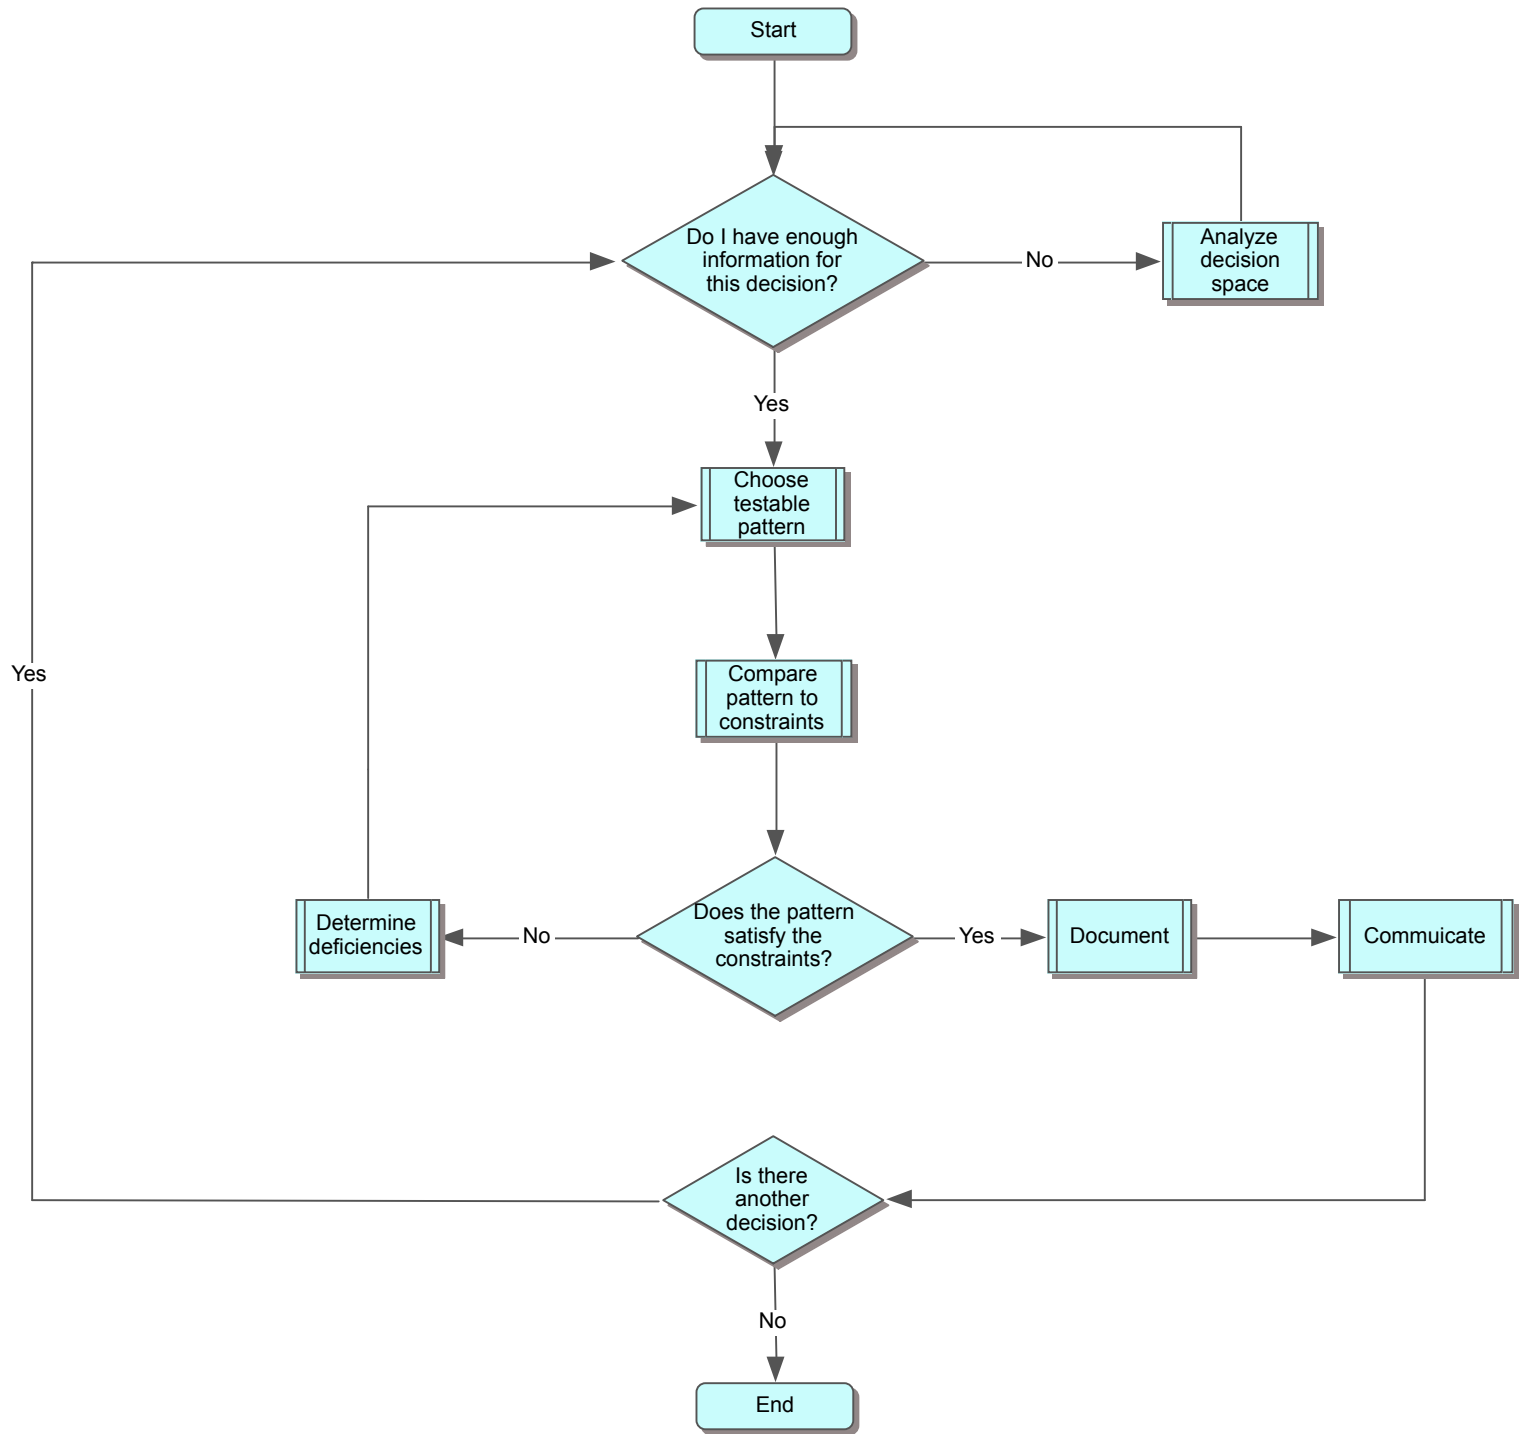 Start
Do I have enough
information for
this decision?
No
Analyze
decision
space
Yes
Choose
testable
pattern
Yes
Compare
pattern to
constraints
Determine
deficiencies
No
Does the pattern
satisfy the
constraints?
Yes
Document
Commuicate
Is there
another
decision?
No
End